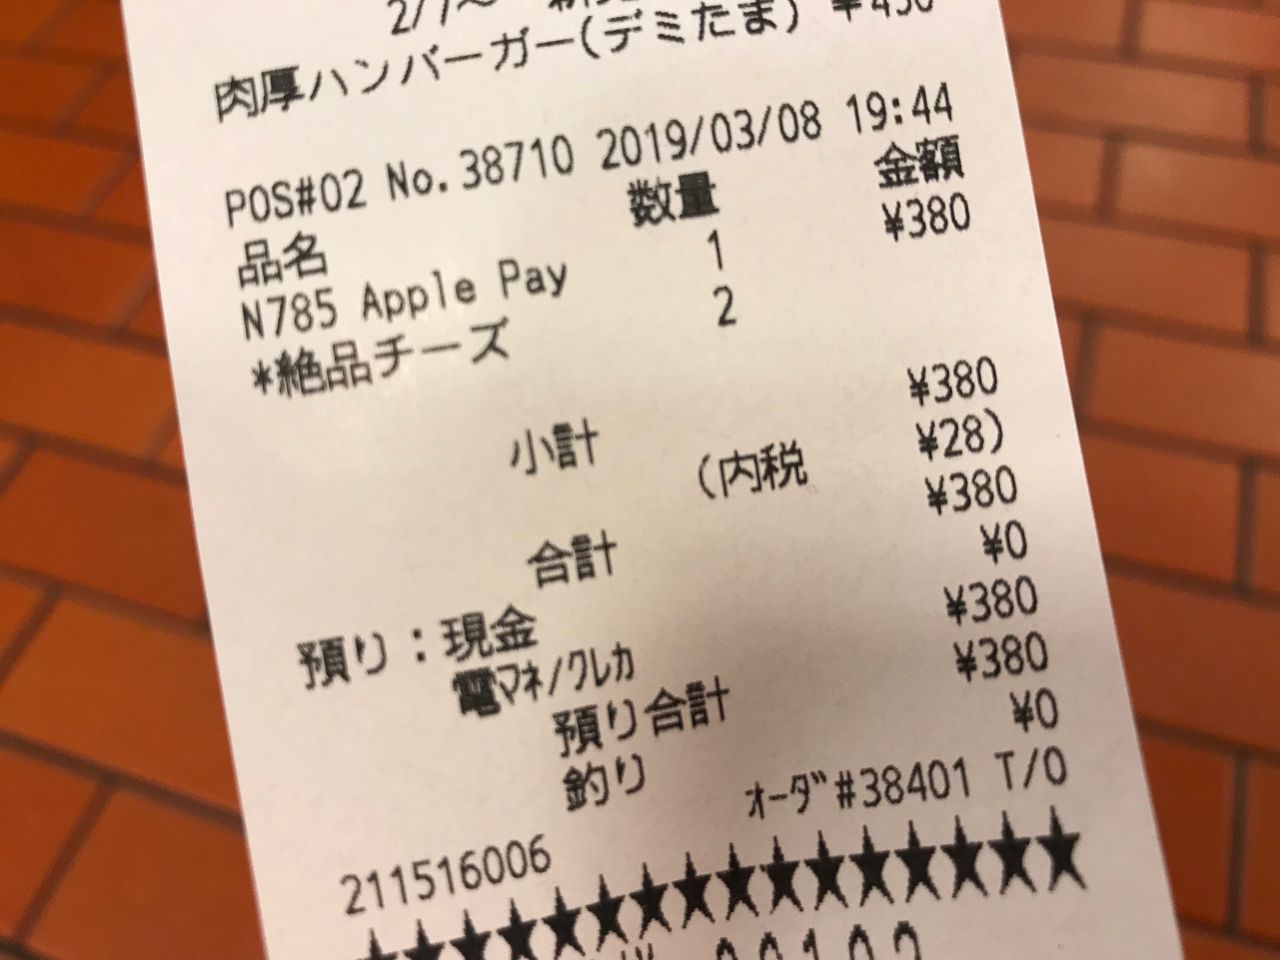 2/1～
肉厚ハンバーガー(デミたま) ¥450
POS#02 No.38710 2019/03/08 19:44
品名 数量 金額
N785 Apple Pay 1 ¥380
*絶品チーズ 2
小計 ¥380
(内税 ¥28)
合計 ¥380
預り:現金 ¥0
電マネ/クレカ ¥380
預り合計 ¥380
釣り ¥0
オーダ#38401 T/O
211516006
★★★★★★★★★★★★★★★★